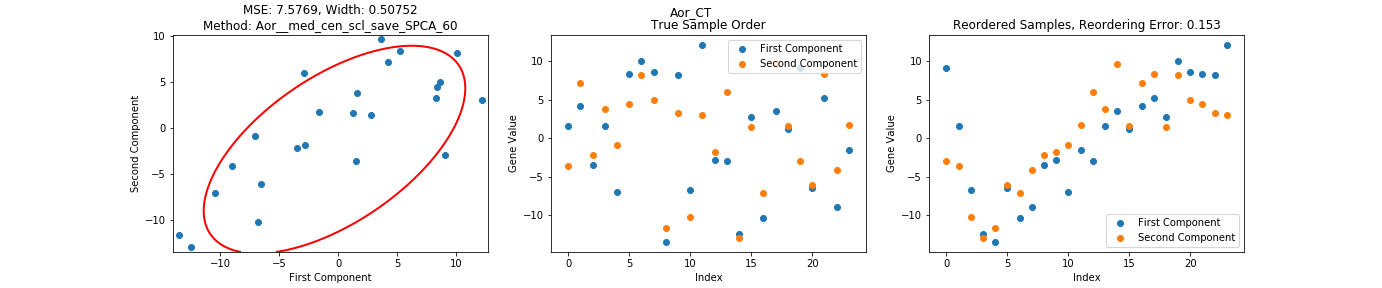 Aor_CT
MSE: 7.5769, Width: 0.50752
Method: Aor__med_cen_scl_save_SPCA_60
10
5
0
−5
−10
Second Component
−10
−5
0
5
10
First Component
True Sample Order
First Component
Second Component
10
5
0
−5
−10
Gene Value
0
5
10
15
20
Index
Reordered Samples, Reordering Error: 0.153
10
5
0
−5
−10
Gene Value
First Component
Second Component
0
5
10
15
20
Index